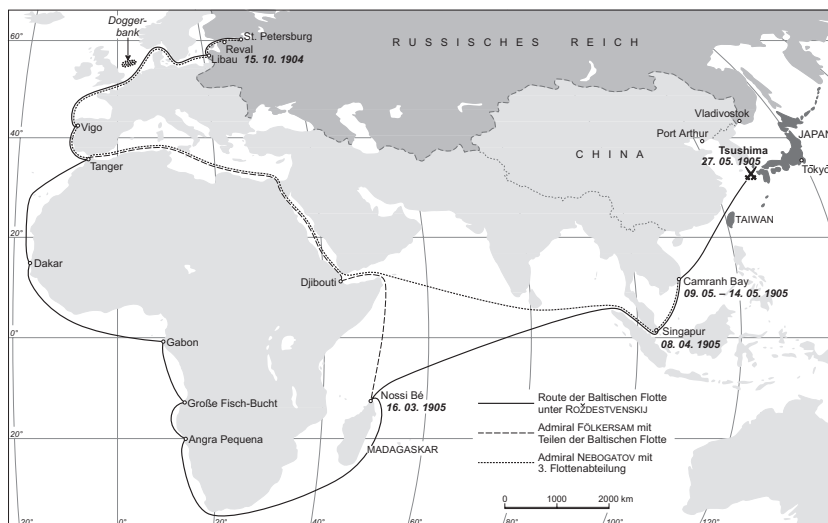 Dogger-
bank
60°
St. Petersburg
Reval
Libau 15. 10. 1904
RUSSISCHES REICH
Vigo
40°
Tanger
Wladivostok
Port Arthur
JAPAN
CHINA
Tsushima
27. 05. 1905
Tōkyō
20°
TAIWAN
Dakar
Djibouti
Camranh Bay
09. 05. – 14. 05. 1905
0°
Gabon
Singapur
08. 04. 1905
Nossi Bé
16. 03. 1905
Große Fisch-Bucht
Angra Pequena
20°
MADAGASKAR
Route der Baltischen Flotte
unter ROŽDESTVENSKIJ
Admiral FÖLKERSAM mit
Teilen der Baltischen Flotte
Admiral NEBOGATOV mit
3. Flottenabteilung
0 1000 2000 km
20° 0° 20° 40° 60° 80° 100° 120°